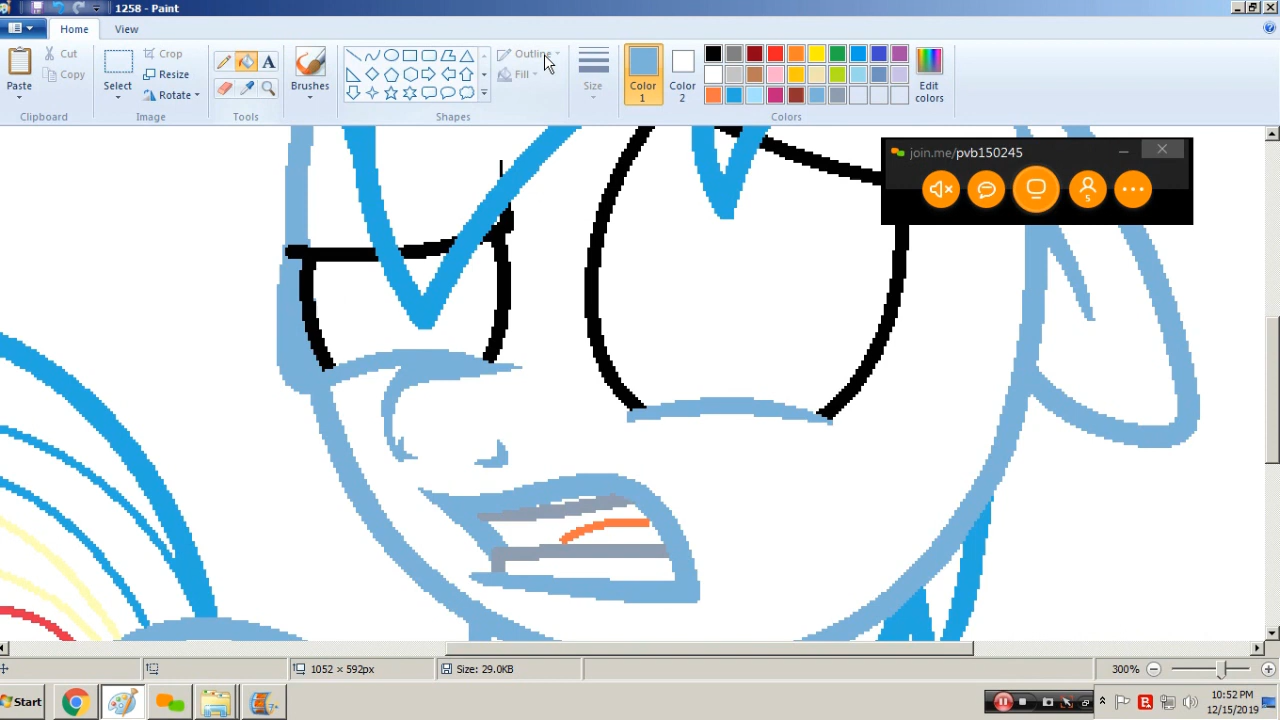 1258 - Paint
Home View
Paste
Cut
Copy
Clipboard
Select
Crop
Resize
Rotate
Image
A
Tools
Brushes
Outline
Fill
Shapes
Size
Color 1
Color 2
Edit colors
Colors
join.me/pvb150245
5
1052 × 592px
Size: 29.0KB
300%
Start
10:52 PM
12/15/2019